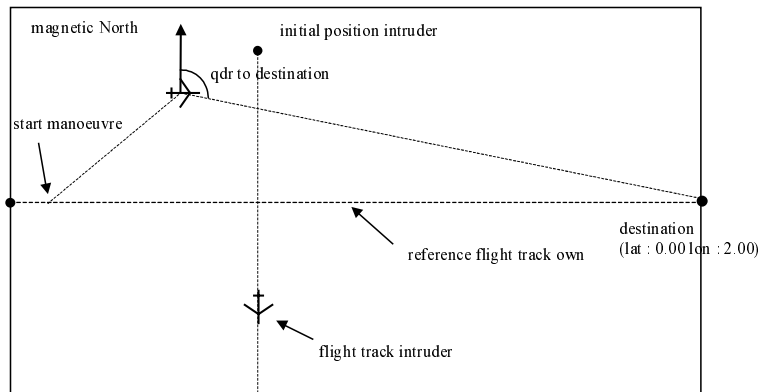 magnetic North
initial position intruder
qdr to destination
start manoeuvre
destination
(lat : 0.00 lon : 2.00)
reference flight track own
flight track intruder